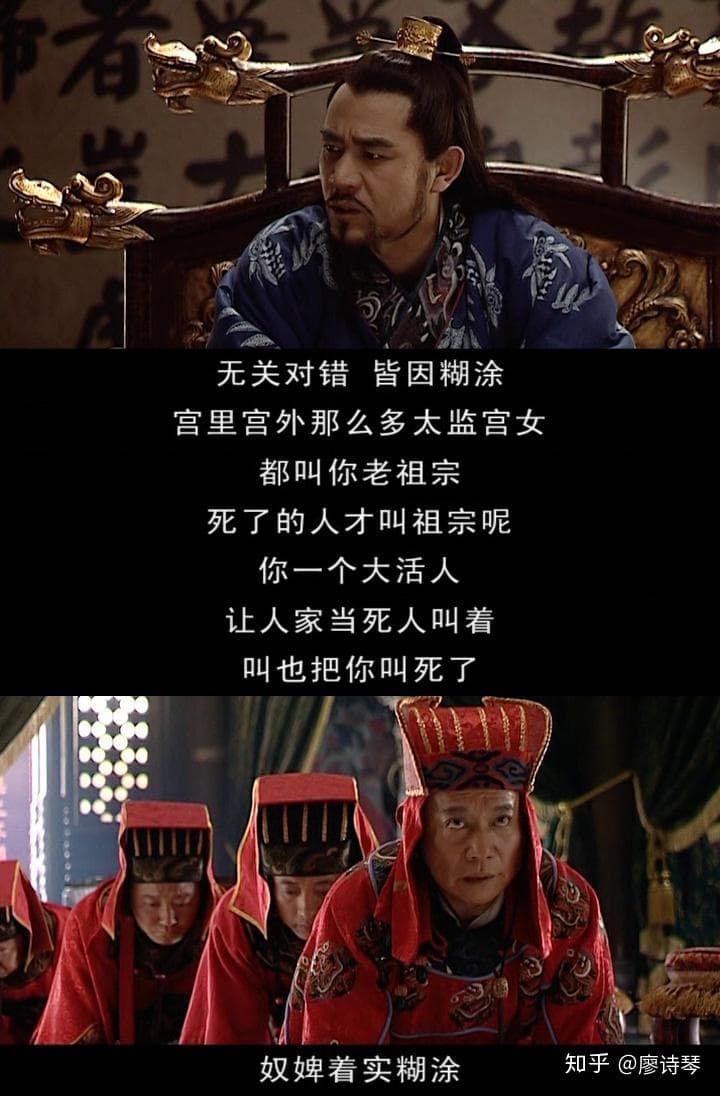 无关对错 皆因糊涂
宫里宫外那么多太监宫女
都叫你老祖宗
死了的人才叫祖宗呢
你一个大活人
让人家当死人叫着
叫也把你叫死了
奴婢着实糊涂
知乎 @廖诗琴